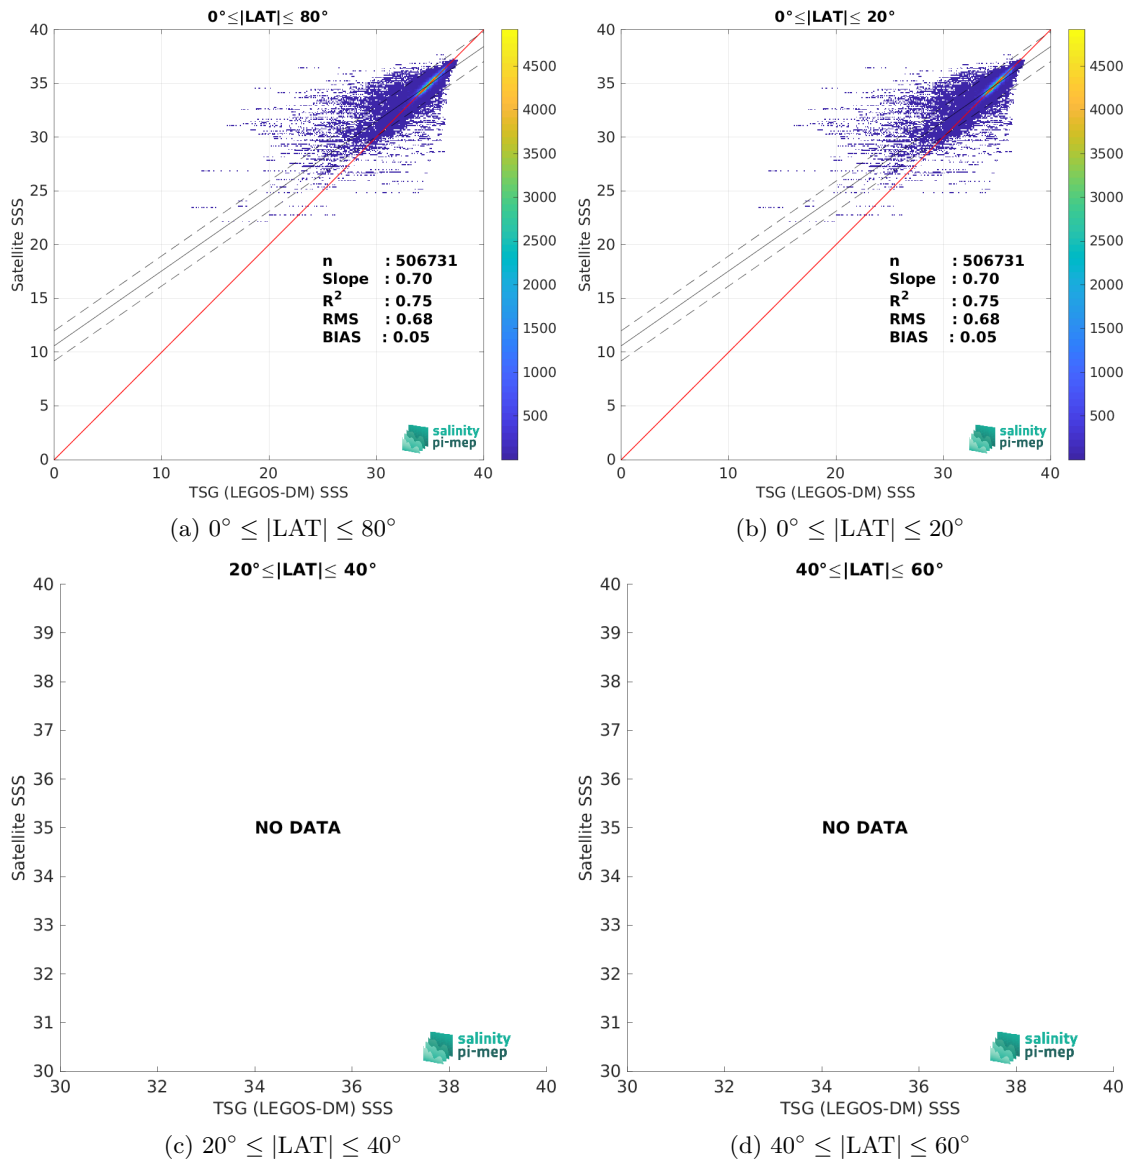 0°≤|LAT|≤ 80°
40
35
30
25
20
15
10
5
0
Satellite SSS
0
10
20
30
40
TSG (LEGOS-DM) SSS
n : 506731
Slope : 0.70
R² : 0.75
RMS : 0.68
BIAS : 0.05
salinity
pi-mep
4500
4000
3500
3000
2500
2000
1500
1000
500
(a) 0° ≤ |LAT| ≤ 80°
0°≤|LAT|≤ 20°
40
35
30
25
20
15
10
5
0
Satellite SSS
0
10
20
30
40
TSG (LEGOS-DM) SSS
n : 506731
Slope : 0.70
R² : 0.75
RMS : 0.68
BIAS : 0.05
salinity
pi-mep
4500
4000
3500
3000
2500
2000
1500
1000
500
(b) 0° ≤ |LAT| ≤ 20°
20°≤|LAT|≤ 40°
40
39
38
37
36
35
34
33
32
31
30
Satellite SSS
NO DATA
salinity
pi-mep
30
32
34
36
38
40
TSG (LEGOS-DM) SSS
(c) 20° ≤ |LAT| ≤ 40°
40°≤|LAT|≤ 60°
40
39
38
37
36
35
34
33
32
31
30
Satellite SSS
NO DATA
salinity
pi-mep
30
32
34
36
38
40
TSG (LEGOS-DM) SSS
(d) 40° ≤ |LAT| ≤ 60°